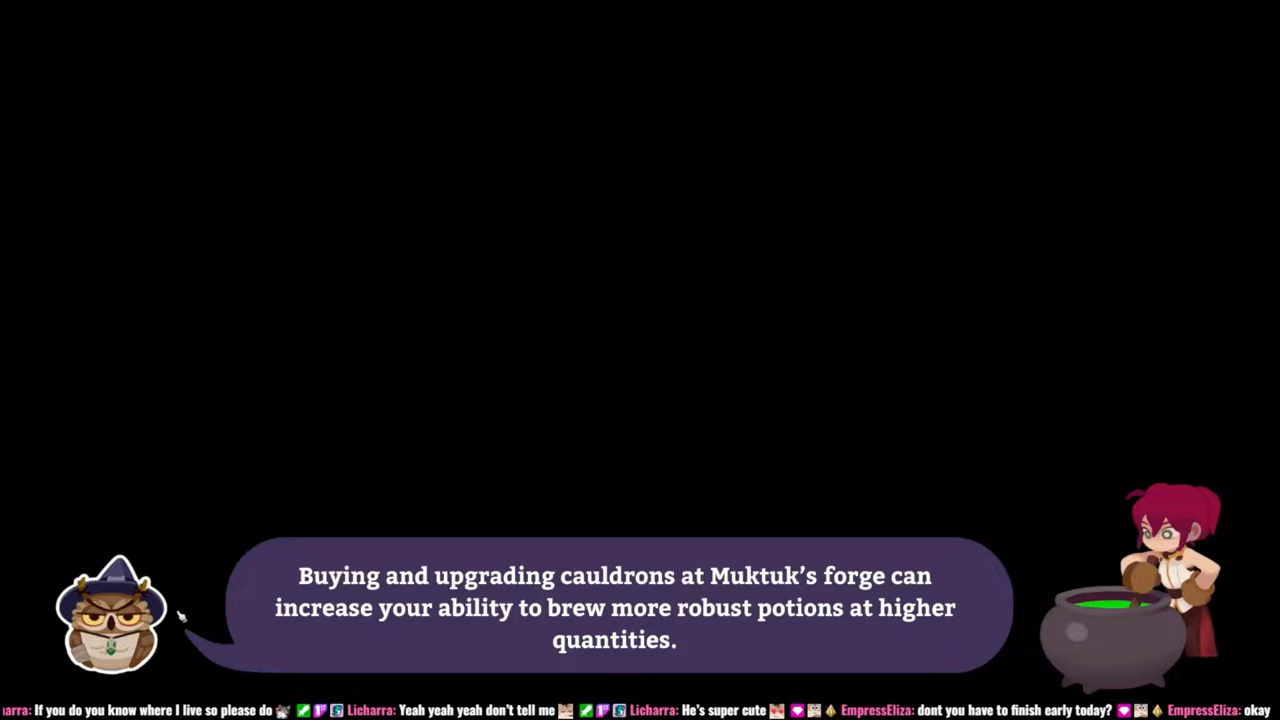 Buying and upgrading cauldrons at Muktuk’s forge can
increase your ability to brew more robust potions at higher
quantities.
arra: If you do you know where I live so please do Licharra: Yeah yeah yeah don't tell me Licharra: He's super cute EmpressEliza: dont you have to finish early today? EmpressEliza: okay